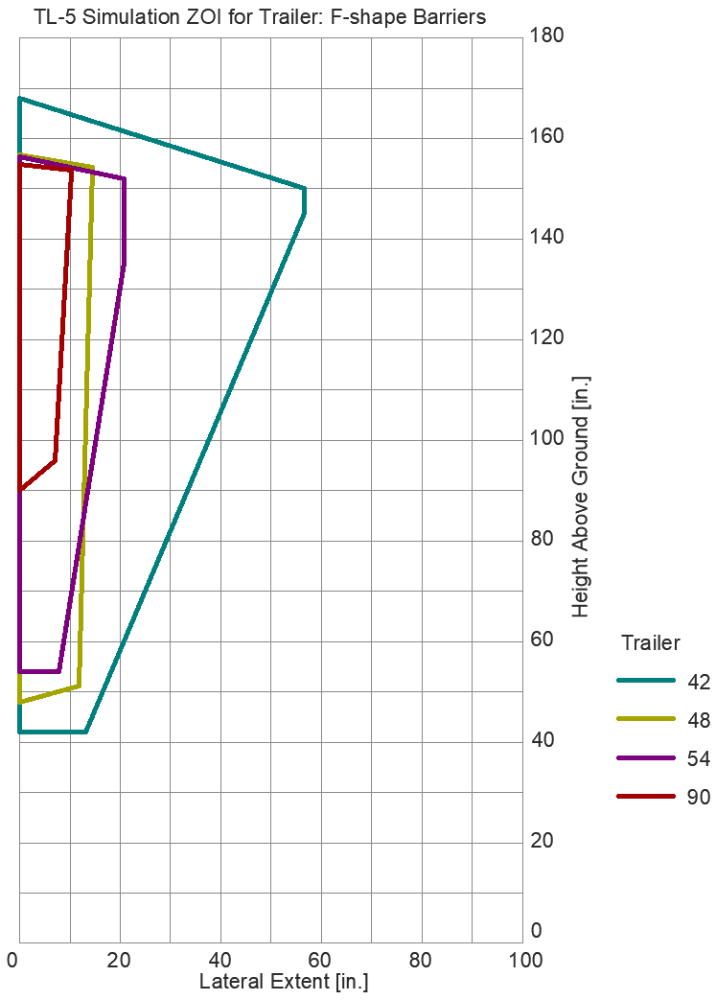 TL-5 Simulation ZOI for Trailer: F-shape Barriers
180
160
140
120
100
80
60
40
20
0
Height Above Ground [in.]
Trailer
42
48
54
90
0 20 40 60 80 100
Lateral Extent [in.]